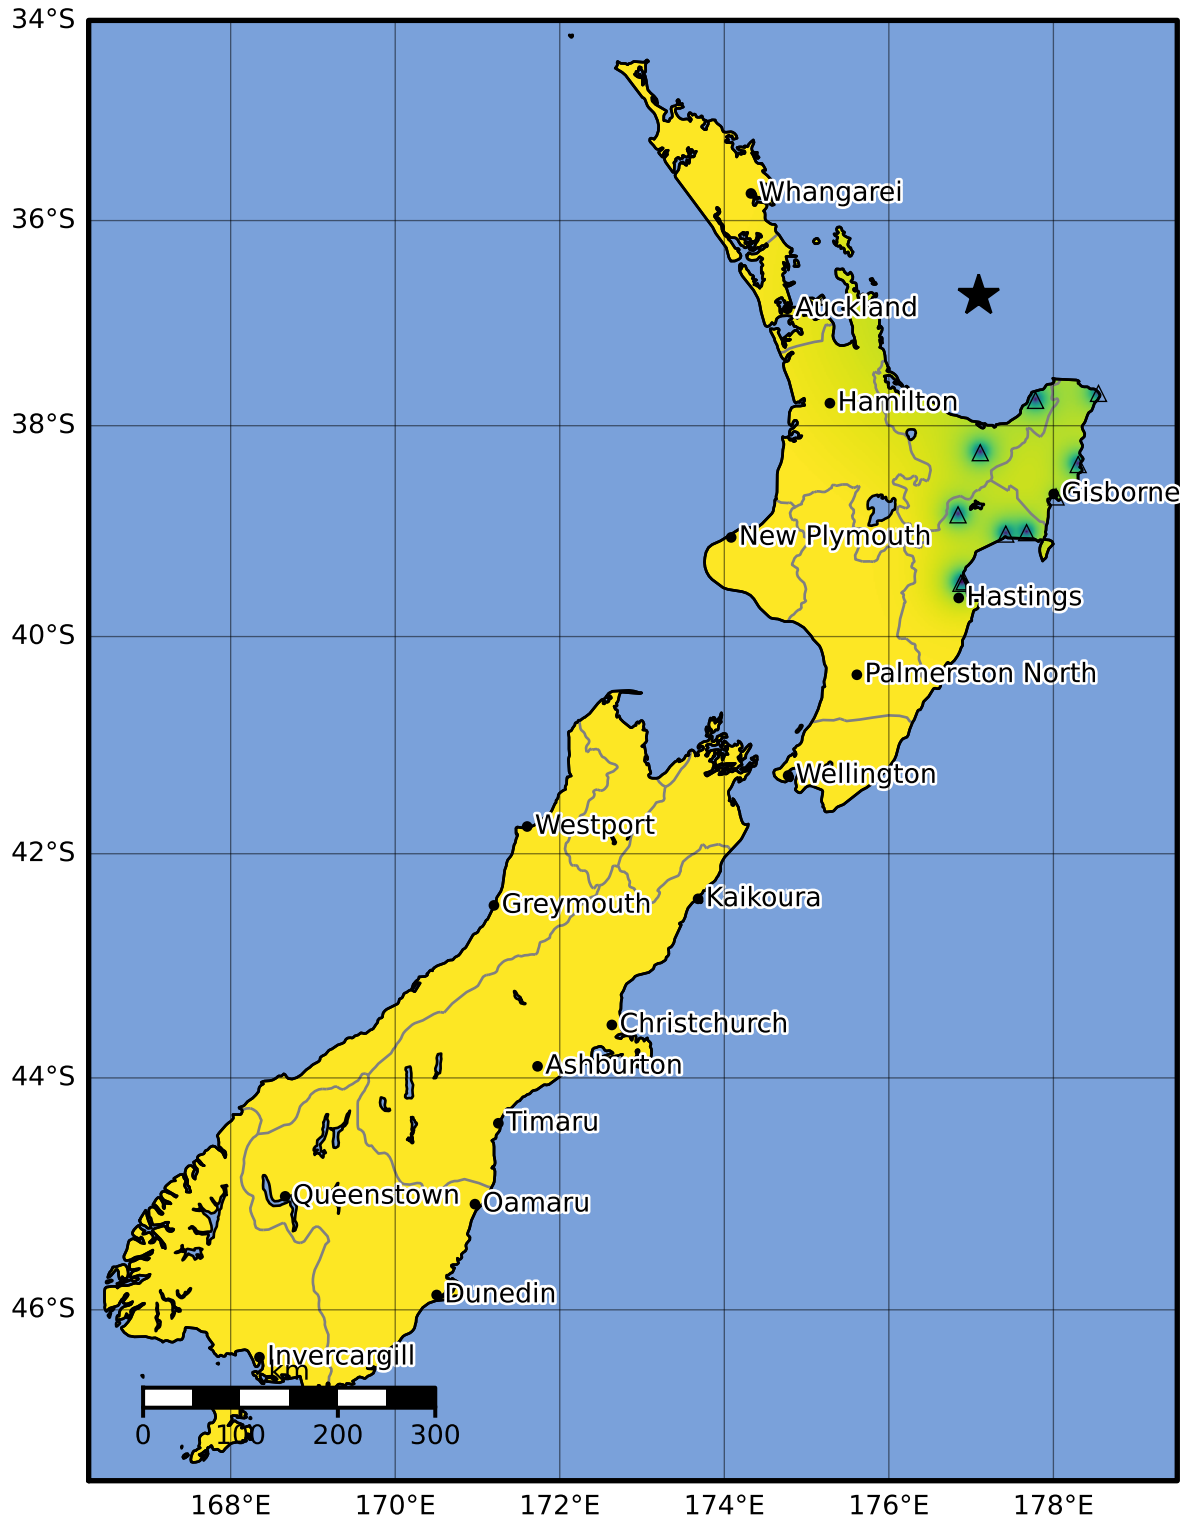 34°S
Whangarei
36°S
Auckland
Hamilton
38°S
Gisborne
New Plymouth
Hastings
40°S
Palmerston North
Wellington
Westport
42°S
Kaikoura
Greymouth
Christchurch
Ashburton
44°S
Timaru
Queenstown
Oamaru
Dunedin
46°S
Invercargill
km
0 100 200 300
168°E 170°E 172°E 174°E 176°E 178°E